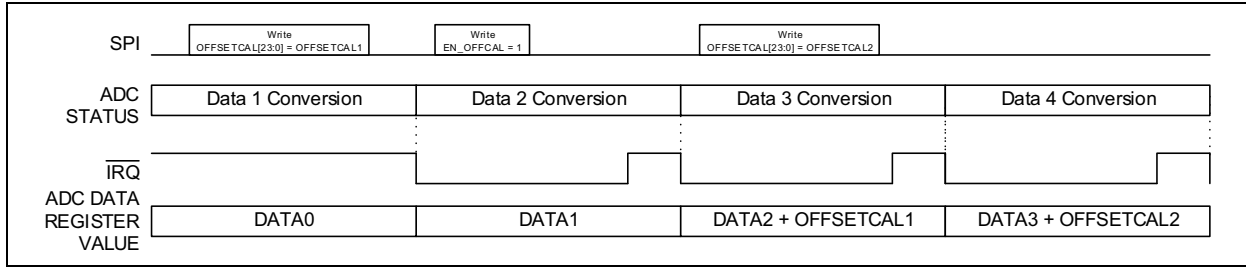 SPI
Write
OFFSETCAL[23:0] = OFFSETCAL1
Write
EN_OFFCAL = 1
Write
OFFSETCAL[23:0] = OFFSETCAL2
ADC
STATUS
Data 1 Conversion
Data 2 Conversion
Data 3 Conversion
Data 4 Conversion
IRQ
ADC DATA
REGISTER
VALUE
DATA0
DATA1
DATA2 + OFFSETCAL1
DATA3 + OFFSETCAL2